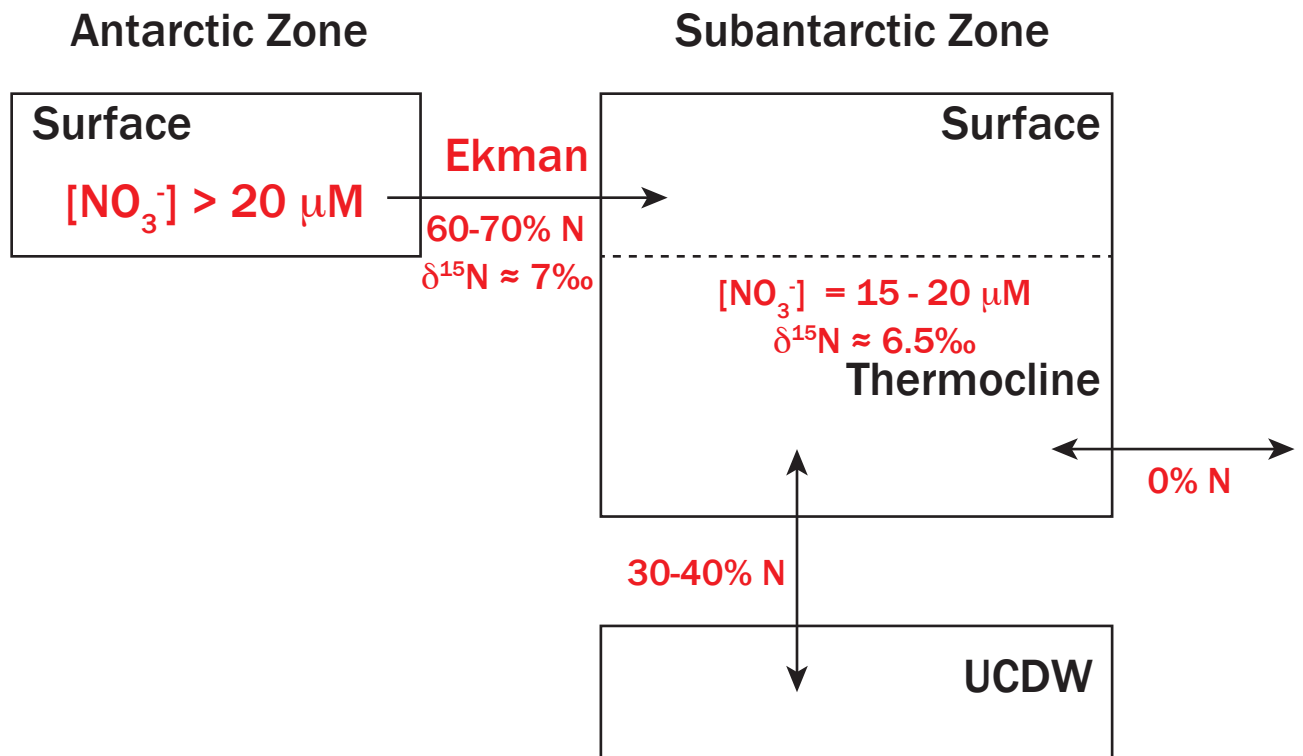 Antarctic Zone
Subantarctic Zone
Surface
[NO₃⁻] > 20 μM
Ekman
60-70% N
δ¹⁵N ≈ 7‰
Surface
[NO₃⁻] = 15 - 20 μM
δ¹⁵N ≈ 6.5‰
Thermocline
0% N
30-40% N
UCDW